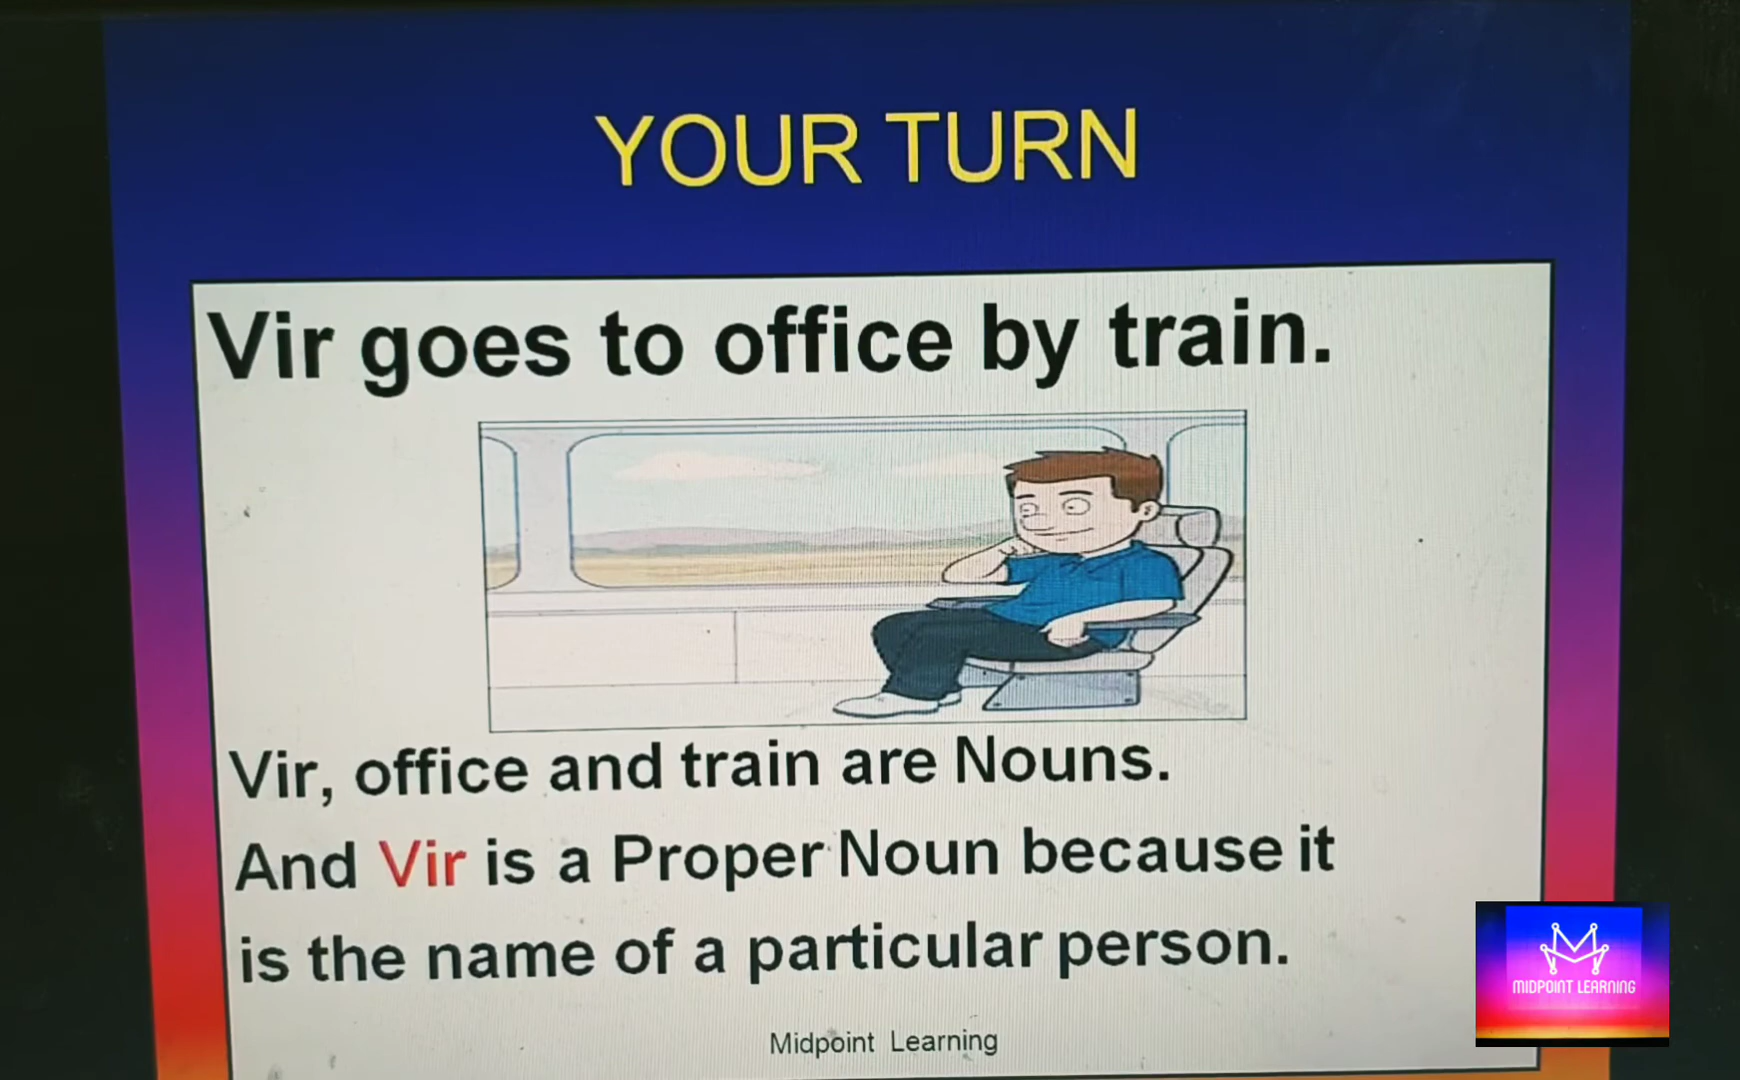 YOUR TURN
Vir goes to office by train.
Vir, office and train are Nouns.
And Vir is a Proper Noun because it
is the name of a particular person.
Midpoint Learning
MIDPOINT LEARNING